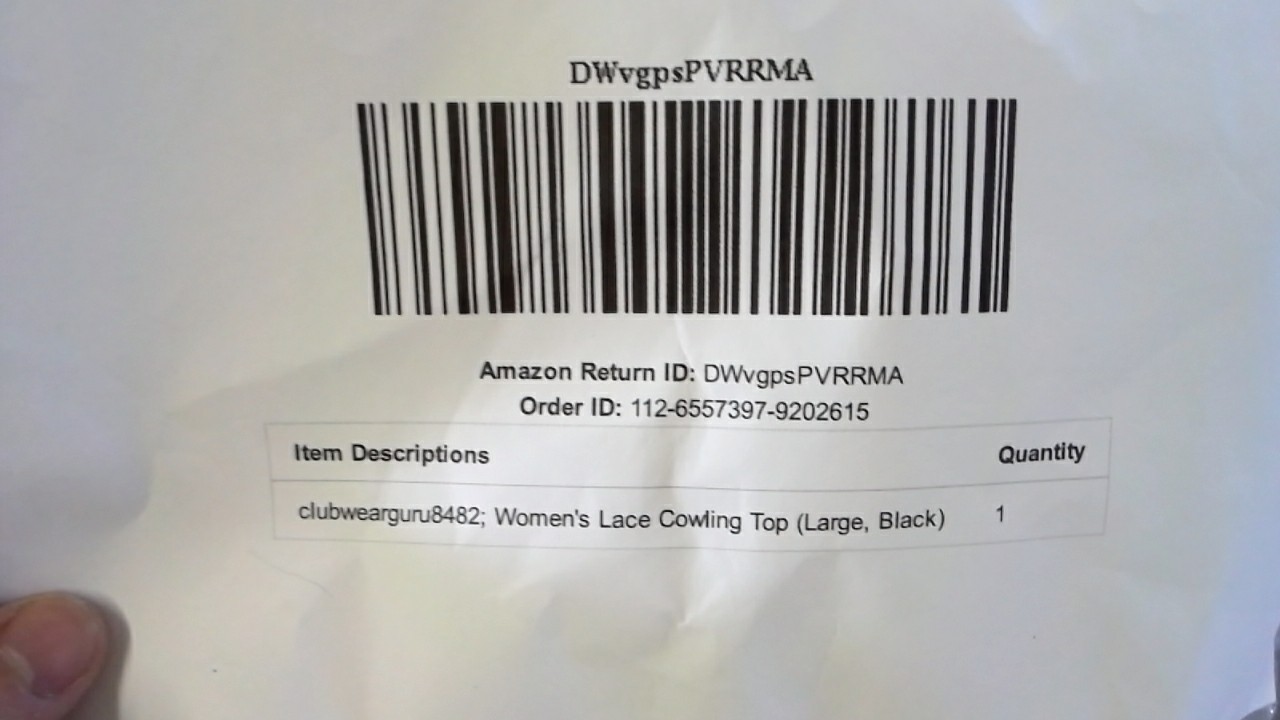 DWvgpsPVRRMA
Amazon Return ID: DWvgpsPVRRMA
Order ID: 112-6557397-9202615
Item Descriptions Quantity
clubwearguru8482; Women's Lace Cowling Top (Large, Black) 1